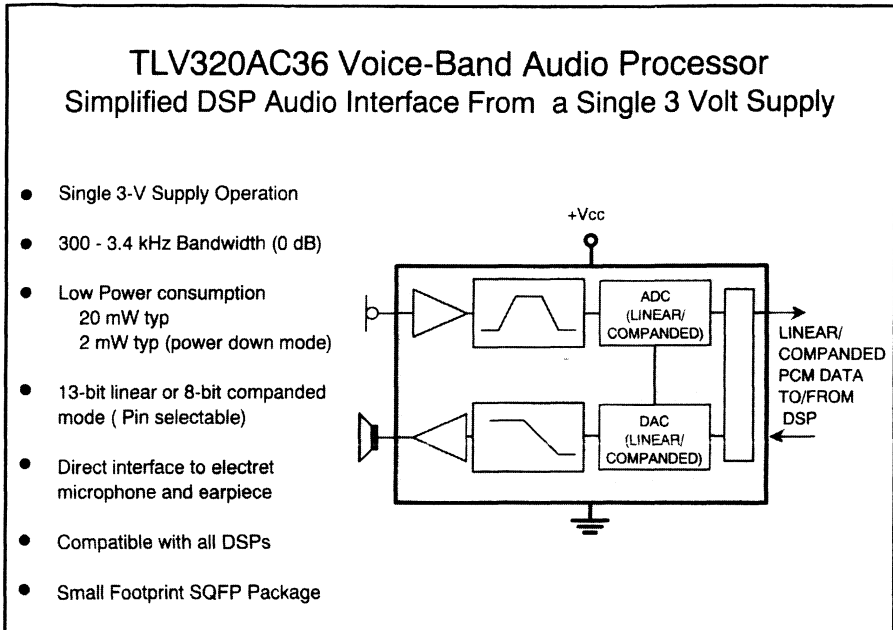 TLV320AC36 Voice-Band Audio Processor
Simplified DSP Audio Interface From a Single 3 Volt Supply
● Single 3-V Supply Operation
● 300 - 3.4 kHz Bandwidth (0 dB)
● Low Power consumption
20 mW typ
2 mW typ (power down mode)
● 13-bit linear or 8-bit companded
mode ( Pin selectable)
● Direct interface to electret
microphone and earpiece
● Compatible with all DSPs
● Small Footprint SQFP Package
+Vcc
ADC
(LINEAR/
COMPANDED)
DAC
(LINEAR/
COMPANDED)
LINEAR/
COMPANDED
PCM DATA
TO/FROM
DSP